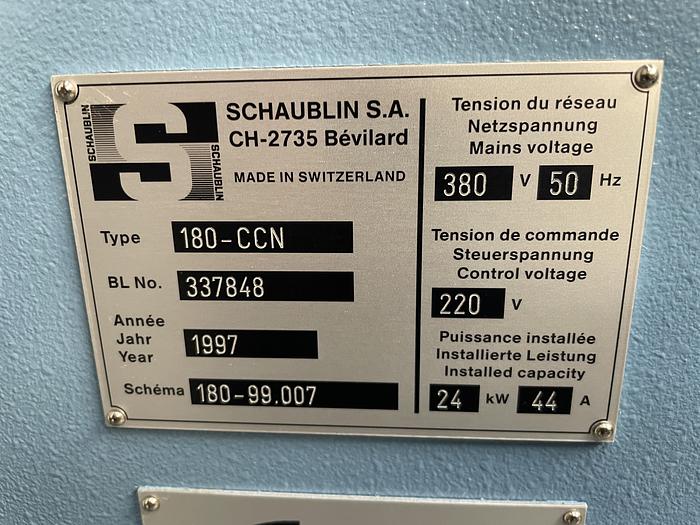 SCHAUBLIN
SCHAUBLIN
SCHAUBLIN S.A.
CH-2735 Bévilard
MADE IN SWITZERLAND
Type 180-CCN
BL No. 337848
Année
Jahr
Year
1997
Schéma 180-99.007
Tension du réseau
Netzspannung
Mains voltage
380 V 50 Hz
Tension de commande
Steuerspannung
Control voltage
220 V
Puissance installée
Installierte Leistung
Installed capacity
24 kW 44 A